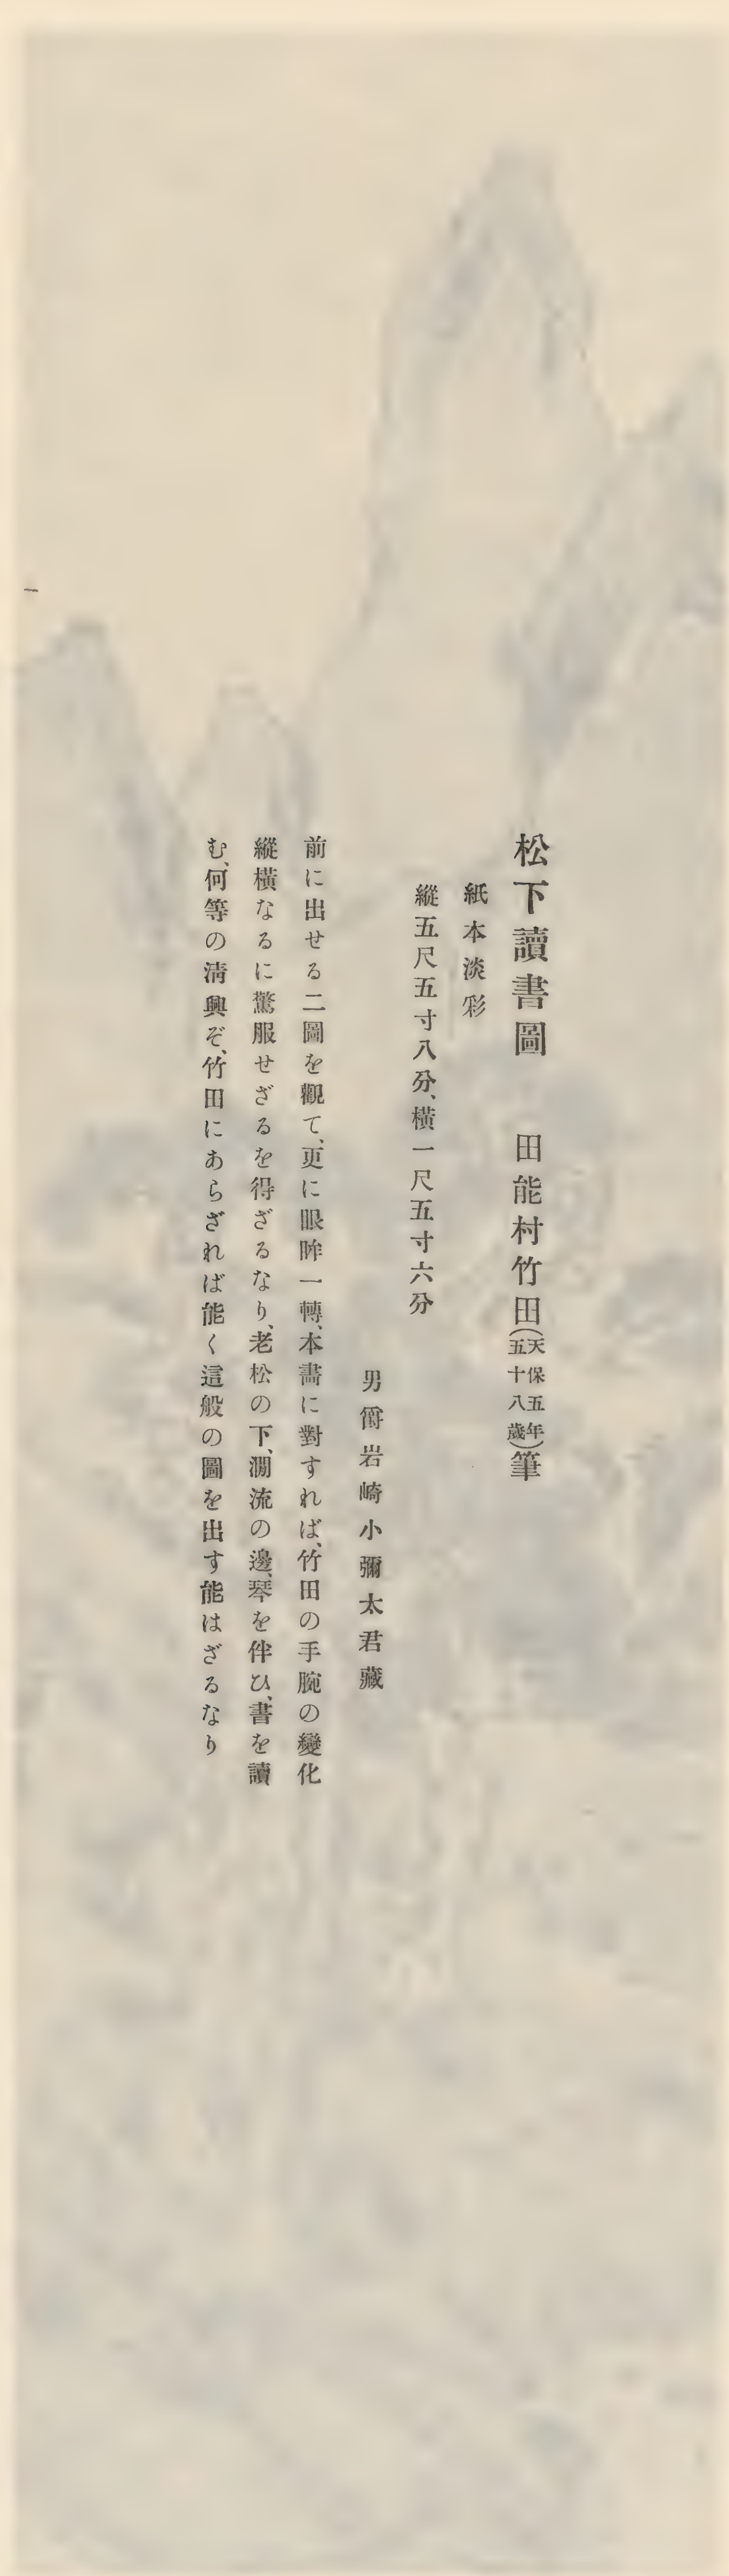 松下讀書圖 田能村竹田(天保五年五十八歲)筆
紙本淡彩
縱五尺五寸八分、橫一尺五寸六分
男爵岩崎小彌太君藏
前に出せる二圖を觀て、更に眼眸一轉、本畵に對すれば、竹田の手腕の變化
縱橫なるに驚服せざるを得ざるなり、老松の下、澗流の邊、琴を伴ひ、書を讀
む、何等の淸興ぞ、竹田にあらざれば能く這般の圖を出す能はざるなり